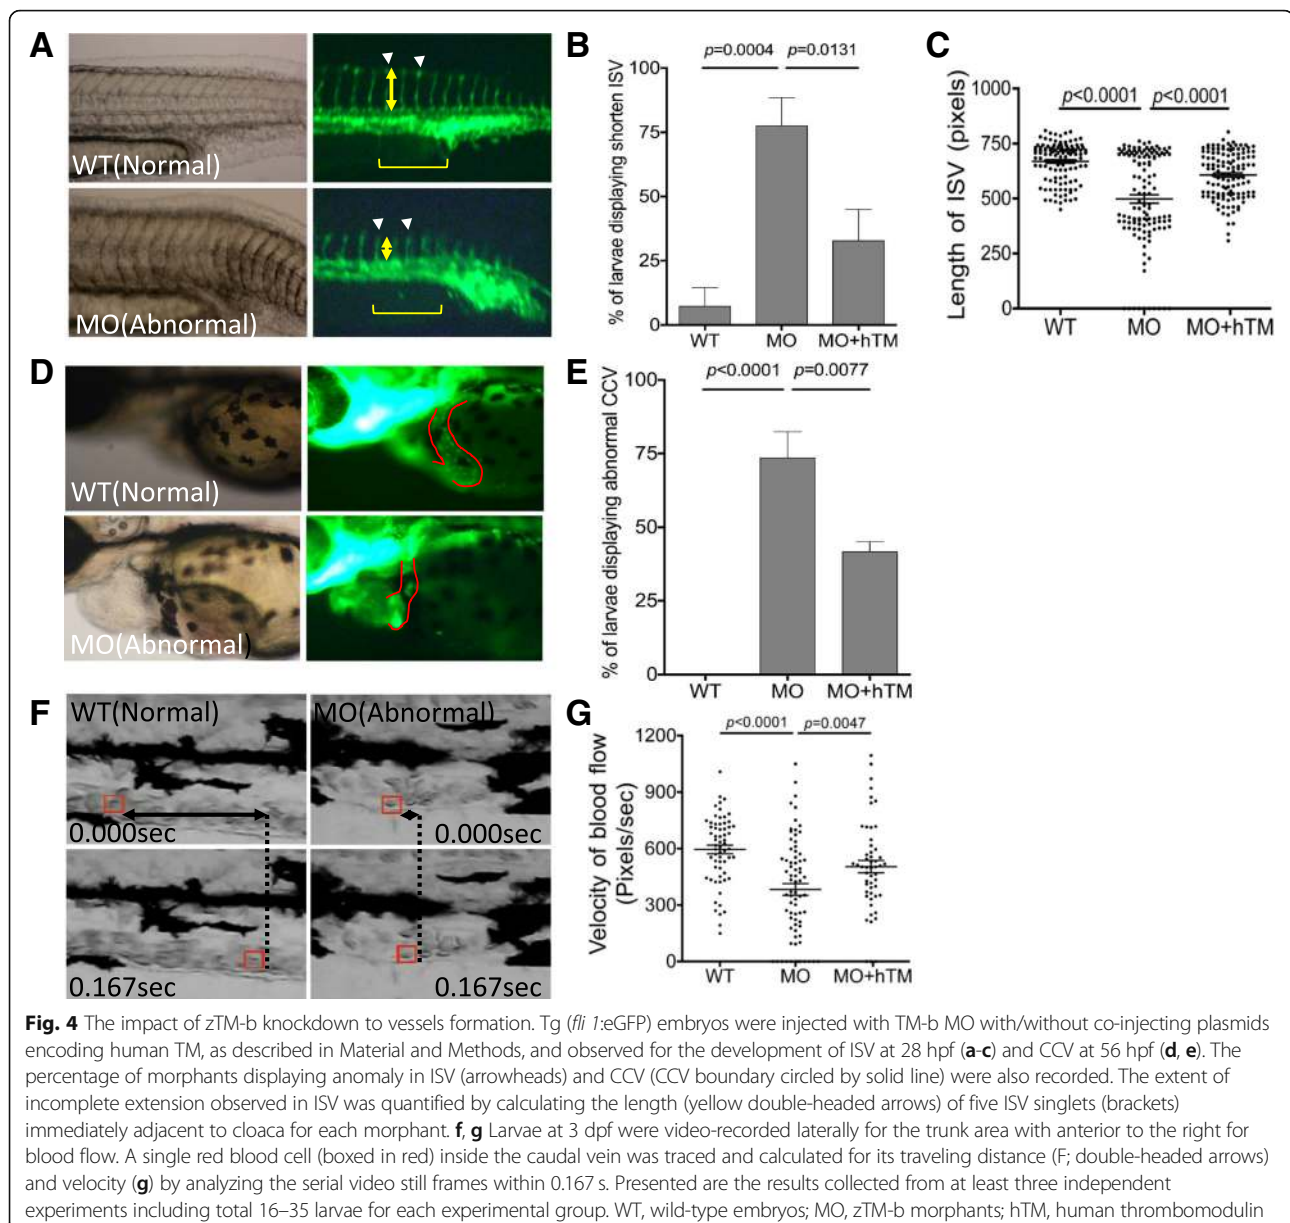 A
WT(Normal)
MO(Abnormal)
B
% of larvae displaying shorten ISV
100
75
50
25
0
p=0.0004
p=0.0131
WT
MO
MO+hTM
C
Length of ISV (pixels)
1000
750
500
250
0
p<0.0001
p<0.0001
WT
MO
MO+hTM
D
WT(Normal)
MO(Abnormal)
E
% of larvae displaying abnormal CCV
100
75
50
25
0
p<0.0001
p=0.0077
WT
MO
MO+hTM
F
WT(Normal)
MO(Abnormal)
0.000sec
0.000sec
0.167sec
0.167sec
G
Velocity of blood flow
(Pixels/sec)
1200
900
600
300
0
p<0.0001
p=0.0047
WT
MO
MO+hTM
Fig. 4 The impact of zTM-b knockdown to vessels formation. Tg (fli 1:eGFP) embryos were injected with TM-b MO with/without co-injecting plasmids
encoding human TM, as described in Material and Methods, and observed for the development of ISV at 28 hpf (a-c) and CCV at 56 hpf (d, e). The
percentage of morphants displaying anomaly in ISV (arrowheads) and CCV (CCV boundary circled by solid line) were also recorded. The extent of
incomplete extension observed in ISV was quantified by calculating the length (yellow double-headed arrows) of five ISV singlets (brackets)
immediately adjacent to cloaca for each morphant. f, g Larvae at 3 dpf were video-recorded laterally for the trunk area with anterior to the right for
blood flow. A single red blood cell (boxed in red) inside the caudal vein was traced and calculated for its traveling distance (F; double-headed arrows)
and velocity (g) by analyzing the serial video still frames within 0.167 s. Presented are the results collected from at least three independent
experiments including total 16–35 larvae for each experimental group. WT, wild-type embryos; MO, zTM-b morphants; hTM, human thrombomodulin